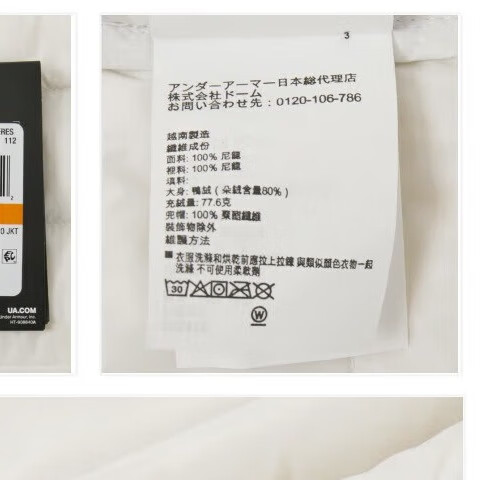 3
アンダーアーマー日本総代理店
株式会社ドーム
お問い合わせ先：0120-106-786
越南製造
纖維成份
面料: 100% 尼龍
裡料: 100% 尼龍
填料:
大身: 鴨絨（朵絨含量80%）
充絨量: 77.6克
兜帽: 100% 聚酯纖維
裝飾物除外
維護方法
■ 衣服洗滌和烘乾前應拉上拉鏈 與類似顏色衣物一起
洗滌 不可使用柔軟劑
30
W
RES
112
2
0 JKT
UA.COM
Under Armour, Inc.